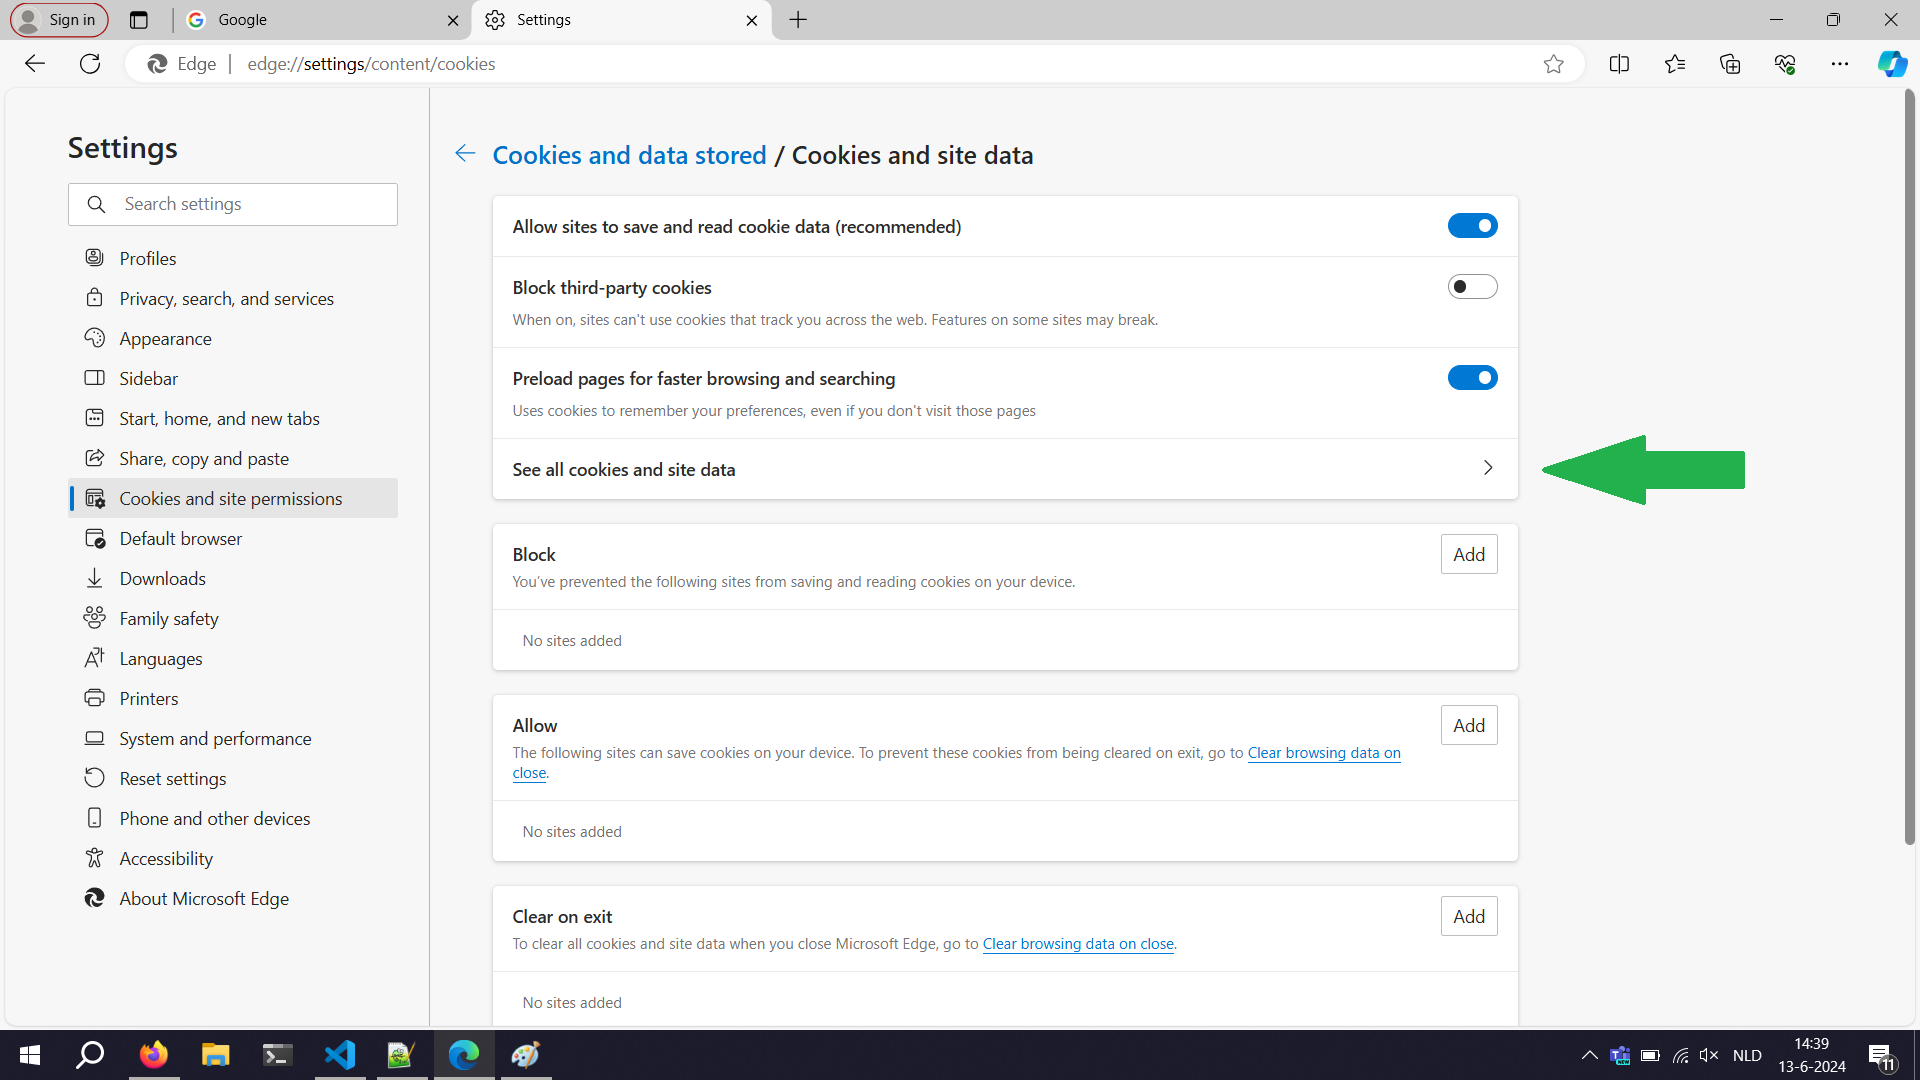 Sign in
Google
Settings
Edge
edge://settings/content/cookies
Settings
Search settings
Profiles
Privacy, search, and services
Appearance
Sidebar
Start, home, and new tabs
Share, copy and paste
Cookies and site permissions
Default browser
Downloads
Family safety
Languages
Printers
System and performance
Reset settings
Phone and other devices
Accessibility
About Microsoft Edge
Cookies and data stored / Cookies and site data
Allow sites to save and read cookie data (recommended)
Block third-party cookies
When on, sites can't use cookies that track you across the web. Features on some sites may break.
Preload pages for faster browsing and searching
Uses cookies to remember your preferences, even if you don't visit those pages
See all cookies and site data
Block
Add
You've prevented the following sites from saving and reading cookies on your device.
No sites added
Allow
Add
The following sites can save cookies on your device. To prevent these cookies from being cleared on exit, go to Clear browsing data on
close.
No sites added
Clear on exit
Add
To clear all cookies and site data when you close Microsoft Edge, go to Clear browsing data on close.
No sites added
NLD
14:39
13-6-2024
11